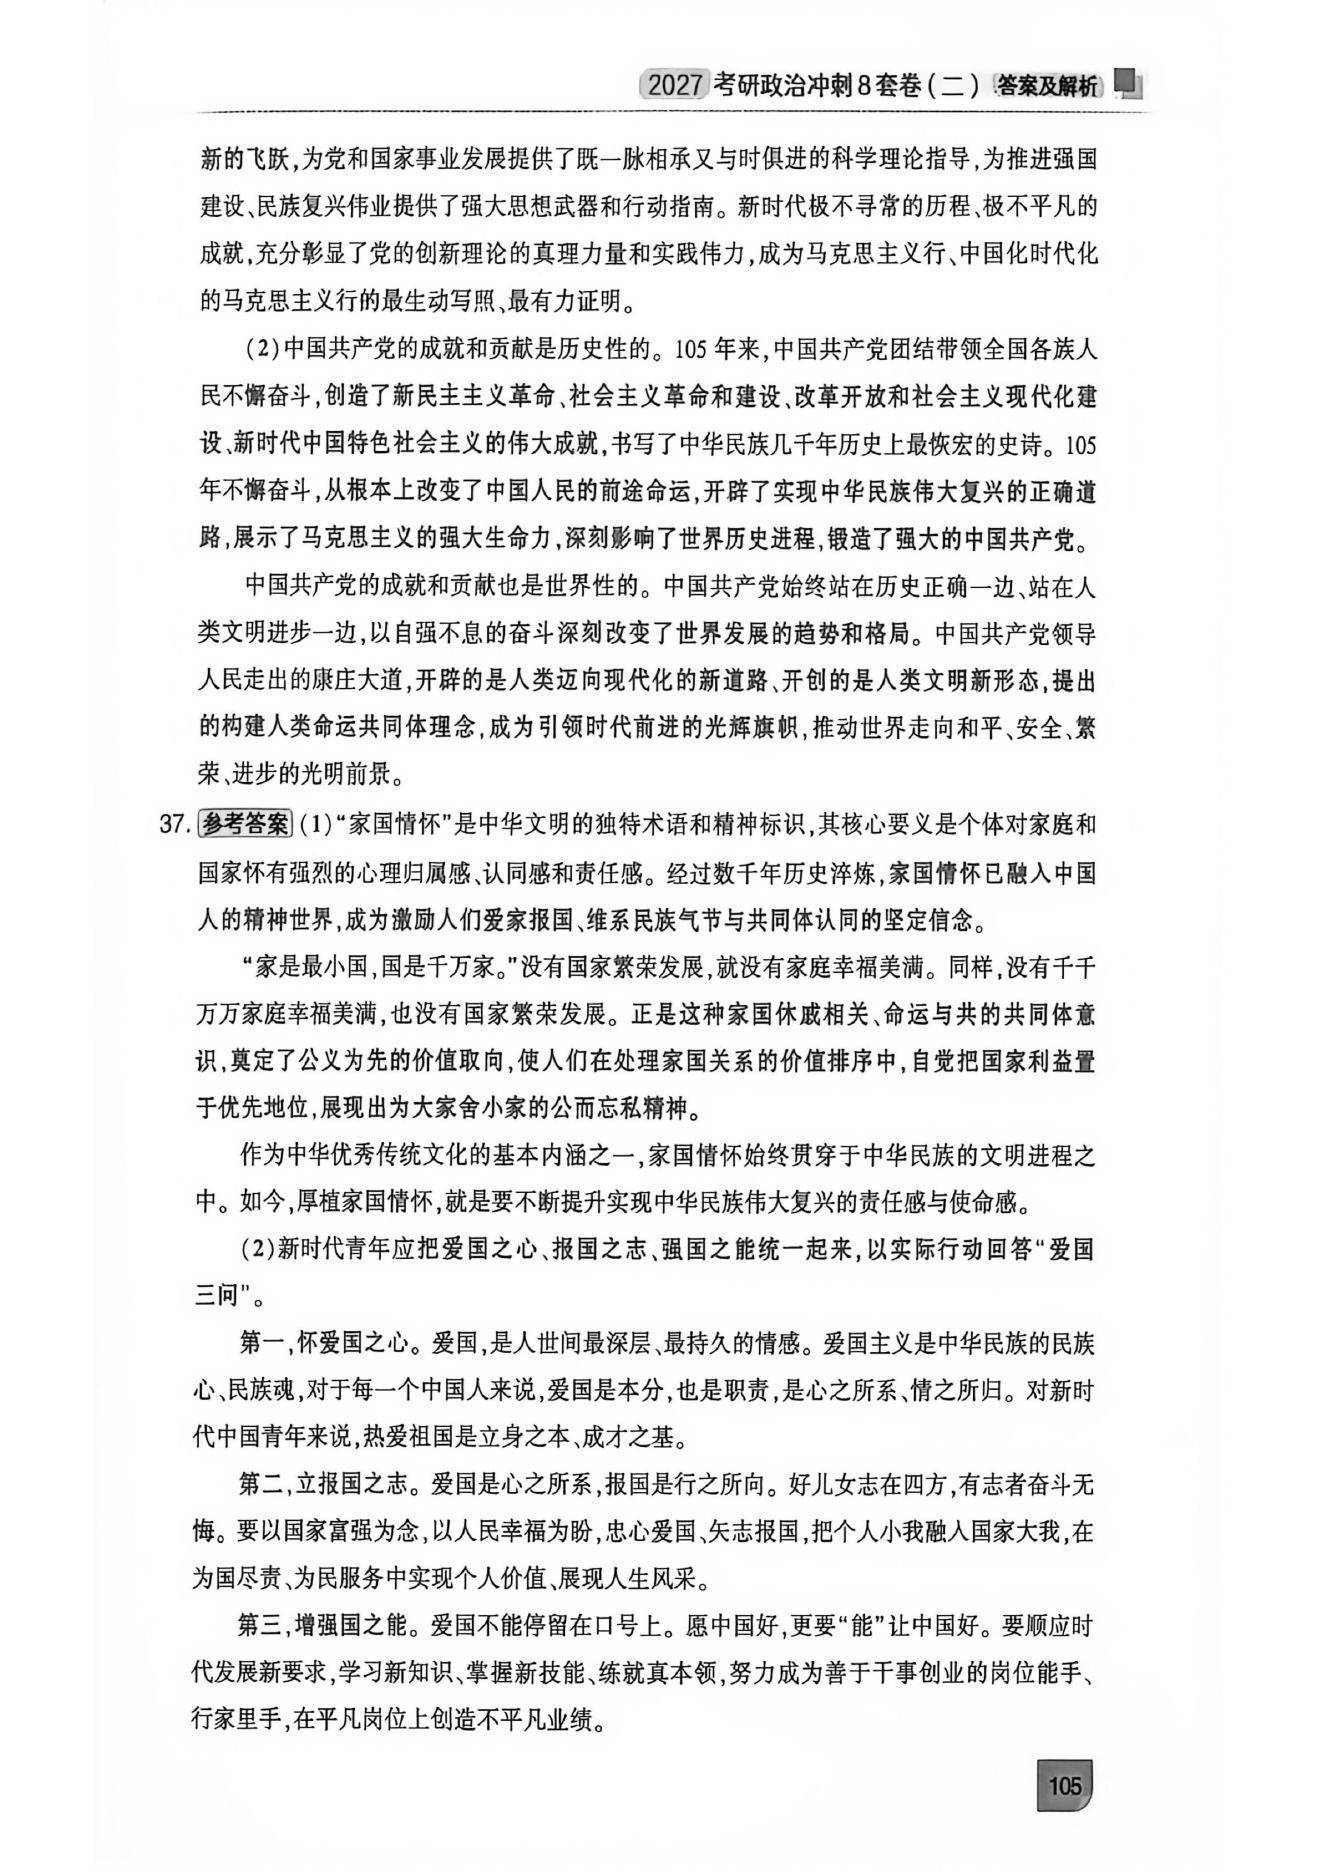 2027 考研政治冲刺8套卷(二) 答案及解析
新的飞跃,为党和国家事业发展提供了既一脉相承又与时俱进的科学理论指导,为推进强国
建设、民族复兴伟业提供了强大思想武器和行动指南。新时代极不寻常的历程、极不平凡的
成就,充分彰显了党的创新理论的真理力量和实践伟力,成为马克思主义行、中国化时代化
的马克思主义行的最生动写照、最有力证明。
(2)中国共产党的成就和贡献是历史性的。105年来,中国共产党团结带领全国各族人
民不懈奋斗,创造了新民主主义革命、社会主义革命和建设、改革开放和社会主义现代化建
设、新时代中国特色社会主义的伟大成就,书写了中华民族几千年历史上最恢宏的史诗。105
年不懈奋斗,从根本上改变了中国人民的前途命运,开辟了实现中华民族伟大复兴的正确道
路,展示了马克思主义的强大生命力,深刻影响了世界历史进程,锻造了强大的中国共产党。
中国共产党的成就和贡献也是世界性的。中国共产党始终站在历史正确一边、站在人
类文明进步一边,以自强不息的奋斗深刻改变了世界发展的趋势和格局。中国共产党领导
人民走出的康庄大道,开辟的是人类迈向现代化的新道路、开创的是人类文明新形态,提出
的构建人类命运共同体理念,成为引领时代前进的光辉旗帜,推动世界走向和平、安全、繁
荣、进步的光明前景。
37. 参考答案 (1)“家国情怀”是中华文明的独特术语和精神标识,其核心要义是个体对家庭和
国家怀有强烈的心理归属感、认同感和责任感。经过数千年历史淬炼,家国情怀已融入中国
人的精神世界,成为激励人们爱家报国、维系民族气节与共同体认同的坚定信念。
“家是最小国,国是千万家。”没有国家繁荣发展,就没有家庭幸福美满。同样,没有千千
万万家庭幸福美满,也没有国家繁荣发展。正是这种家国休戚相关、命运与共的共同体意
识,奠定了公义为先的价值取向,使人们在处理家国关系的价值排序中,自觉把国家利益置
于优先地位,展现出为大家舍小家的公而忘私精神。
作为中华优秀传统文化的基本内涵之一,家国情怀始终贯穿于中华民族的文明进程之
中。如今,厚植家国情怀,就是要不断提升实现中华民族伟大复兴的责任感与使命感。
(2)新时代青年应把爱国之心、报国之志、强国之能统一起来,以实际行动回答“爱国
三问”。
第一,怀爱国之心。爱国,是人世间最深层、最持久的情感。爱国主义是中华民族的民族
心、民族魂,对于每一个中国人来说,爱国是本分,也是职责,是心之所系、情之所归。对新时
代中国青年来说,热爱祖国是立身之本、成才之基。
第二,立报国之志。爱国是心之所系,报国是行之所向。好儿女志在四方,有志者奋斗无
悔。要以国家富强为念,以人民幸福为盼,忠心爱国、矢志报国,把个人小我融入国家大我,在
为国尽责、为民服务中实现个人价值、展现人生风采。
第三,增强国之能。爱国不能停留在口号上。愿中国好,更要“能”让中国好。要顺应时
代发展新要求,学习新知识、掌握新技能、练就真本领,努力成为善于干事创业的岗位能手、
行家里手,在平凡岗位上创造不平凡业绩。
105